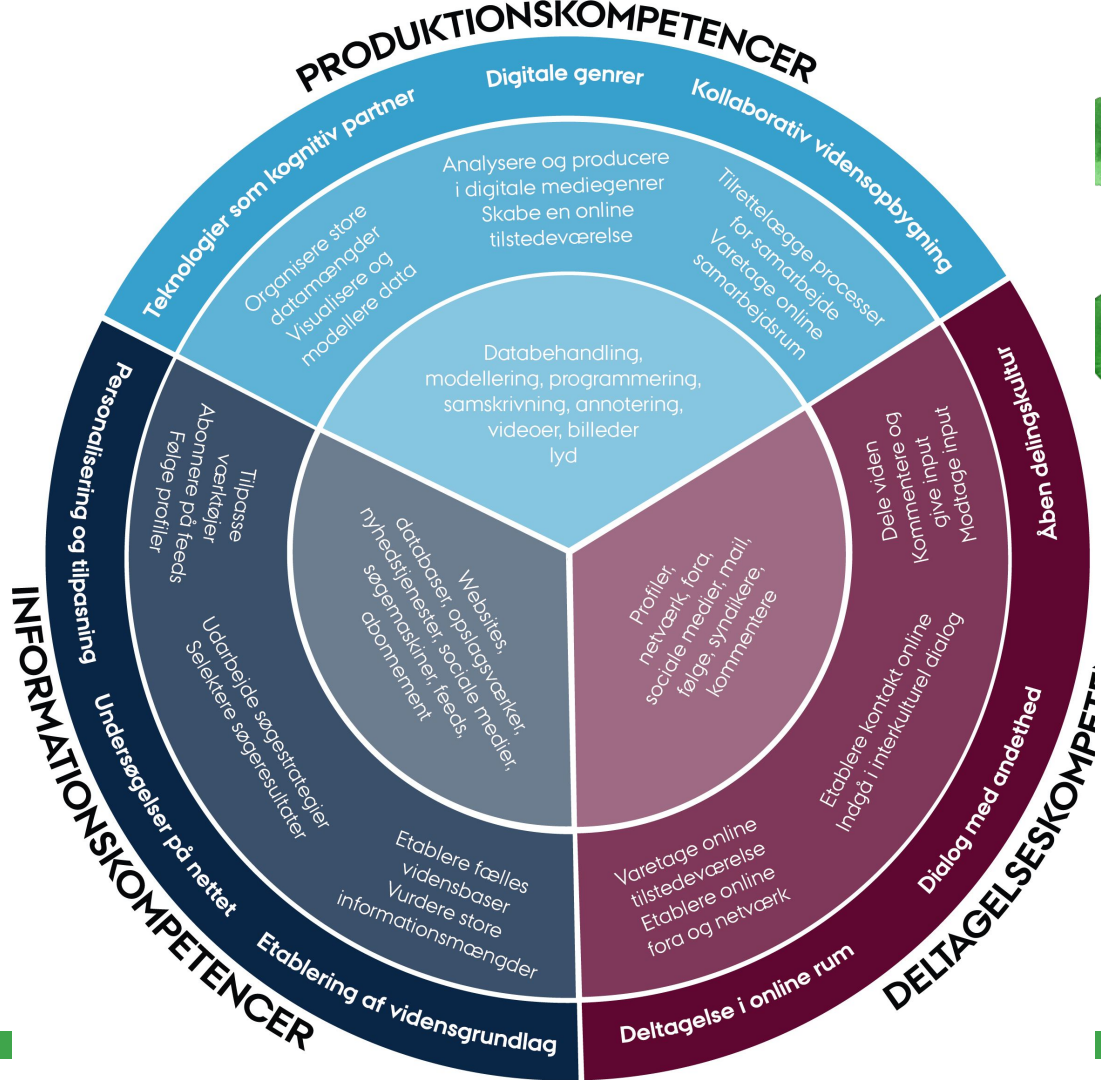 PRODUKTIONSKOMPETENCER
Teknologier som kognitiv partner
Digitale genrer
Kollaborativ vidensopbygning
Organisere store
datamængder
Visualisere og
modellere data
Analysere og producere
i digitale mediegenrer
Skabe en online
tilstedeværelse
Tilrettelægge processer
for samarbejde
Varetage online
samarbejdsrum
Databehandling,
modellering, programmering,
samskrivning, annotering,
videoer, billeder
lyd
Åben delingskultur
Dele viden
Kommentere og
give input
Modtage input
Profiler,
netværk, fora,
sociale medier, mail,
følge, syndikere,
kommentere
Etablere kontakt online
Indgå i interkulturel dialog
Dialog med andethed
Varetage online
tilstedeværelse
Etablere online
fora og netværk
Deltagelse i online rum
DELTAGELSESKOMPETE
INFORMATIONSKOMPETENCER
Personalisering og tilpasning
Tilpasse
værktøjer
Abonnere på feeds
Følge profiler
Websites,
databaser, opslagsværker,
nyhedstjenester, sociale medier,
søgemaskiner, feeds,
abonnement
Udarbejde søgestrategier
Selektere søgeresultater
Undersøgelser på nettet
Etablere fælles
vidensbaser
Vurdere store
informationsmængder
Etablering af vidensgrundlag